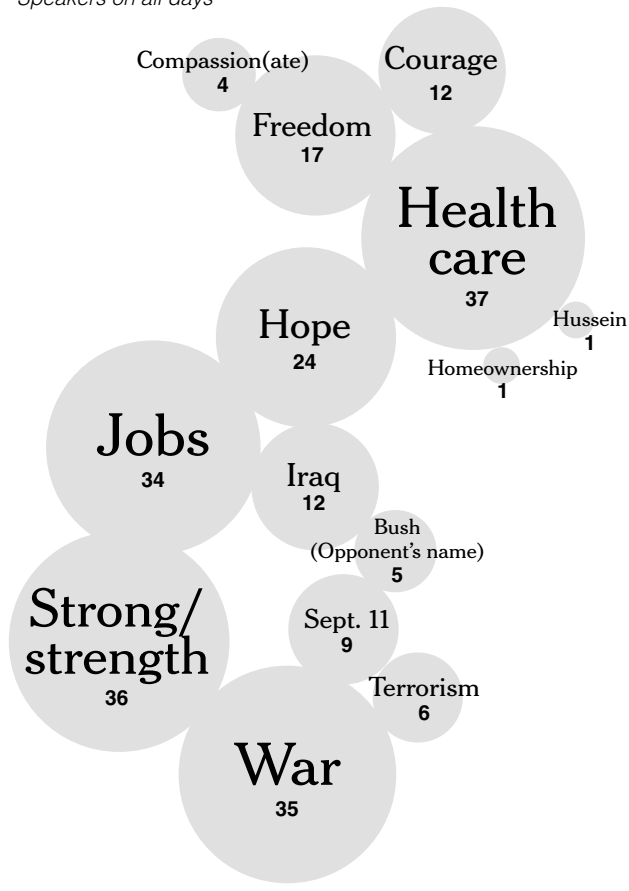 Speakers on all days
Compassion(ate)
4
Courage
12
Freedom
17
Health
care
37
Hussein
1
Homeownership
1
Hope
24
Jobs
34
Iraq
12
Bush
(Opponent's name)
5
Strong/
strength
36
Sept. 11
9
Terrorism
6
War
35